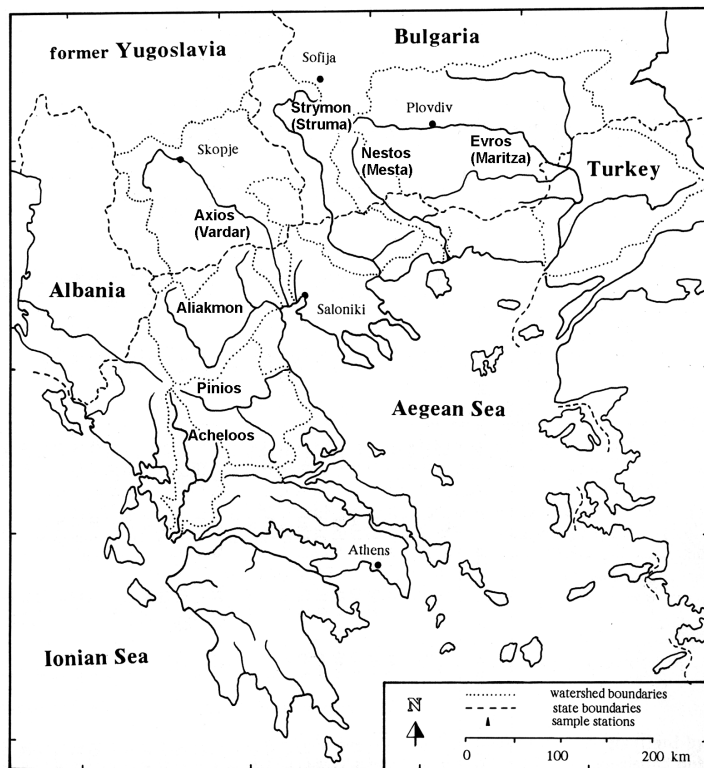 former Yugoslavia
Bulgaria
Sofija
Strymon
(Struma)
Plovdiv
Skopje
Nestos
(Mesta)
Evros
(Maritza)
Turkey
Axios
(Vardar)
Albania
Aliakmon
Saloniki
Pinios
Aegean Sea
Acheloos
Athens
Ionian Sea
N
watershed boundaries
state boundaries
sample stations
0 100 200 km